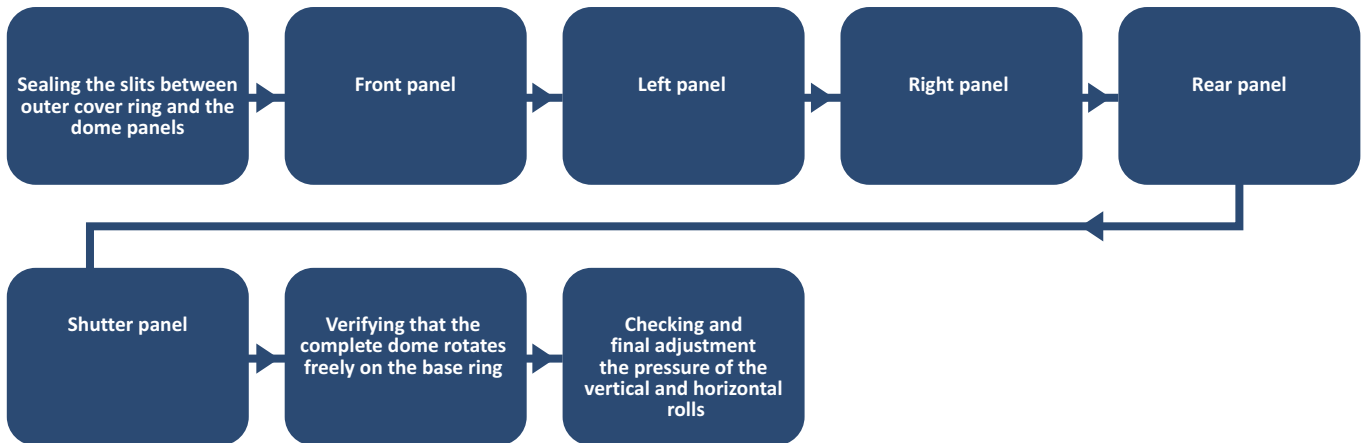 Sealing the slits between
outer cover ring and the
dome panels
Front panel
Left panel
Right panel
Rear panel
Shutter panel
Verifying that the
complete dome rotates
freely on the base ring
Checking and
final adjustment
the pressure of the
vertical and horizontal
rolls